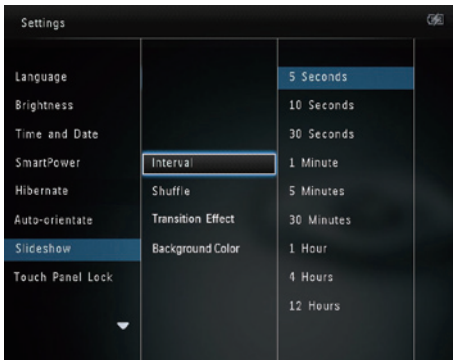 Settings
Language
Brightness
Time and Date
SmartPower
Hibernate
Auto-orientate
Slideshow
Touch Panel Lock
Interval
Shuffle
Transition Effect
Background Color
5 Seconds
10 Seconds
30 Seconds
1 Minute
5 Minutes
30 Minutes
1 Hour
4 Hours
12 Hours